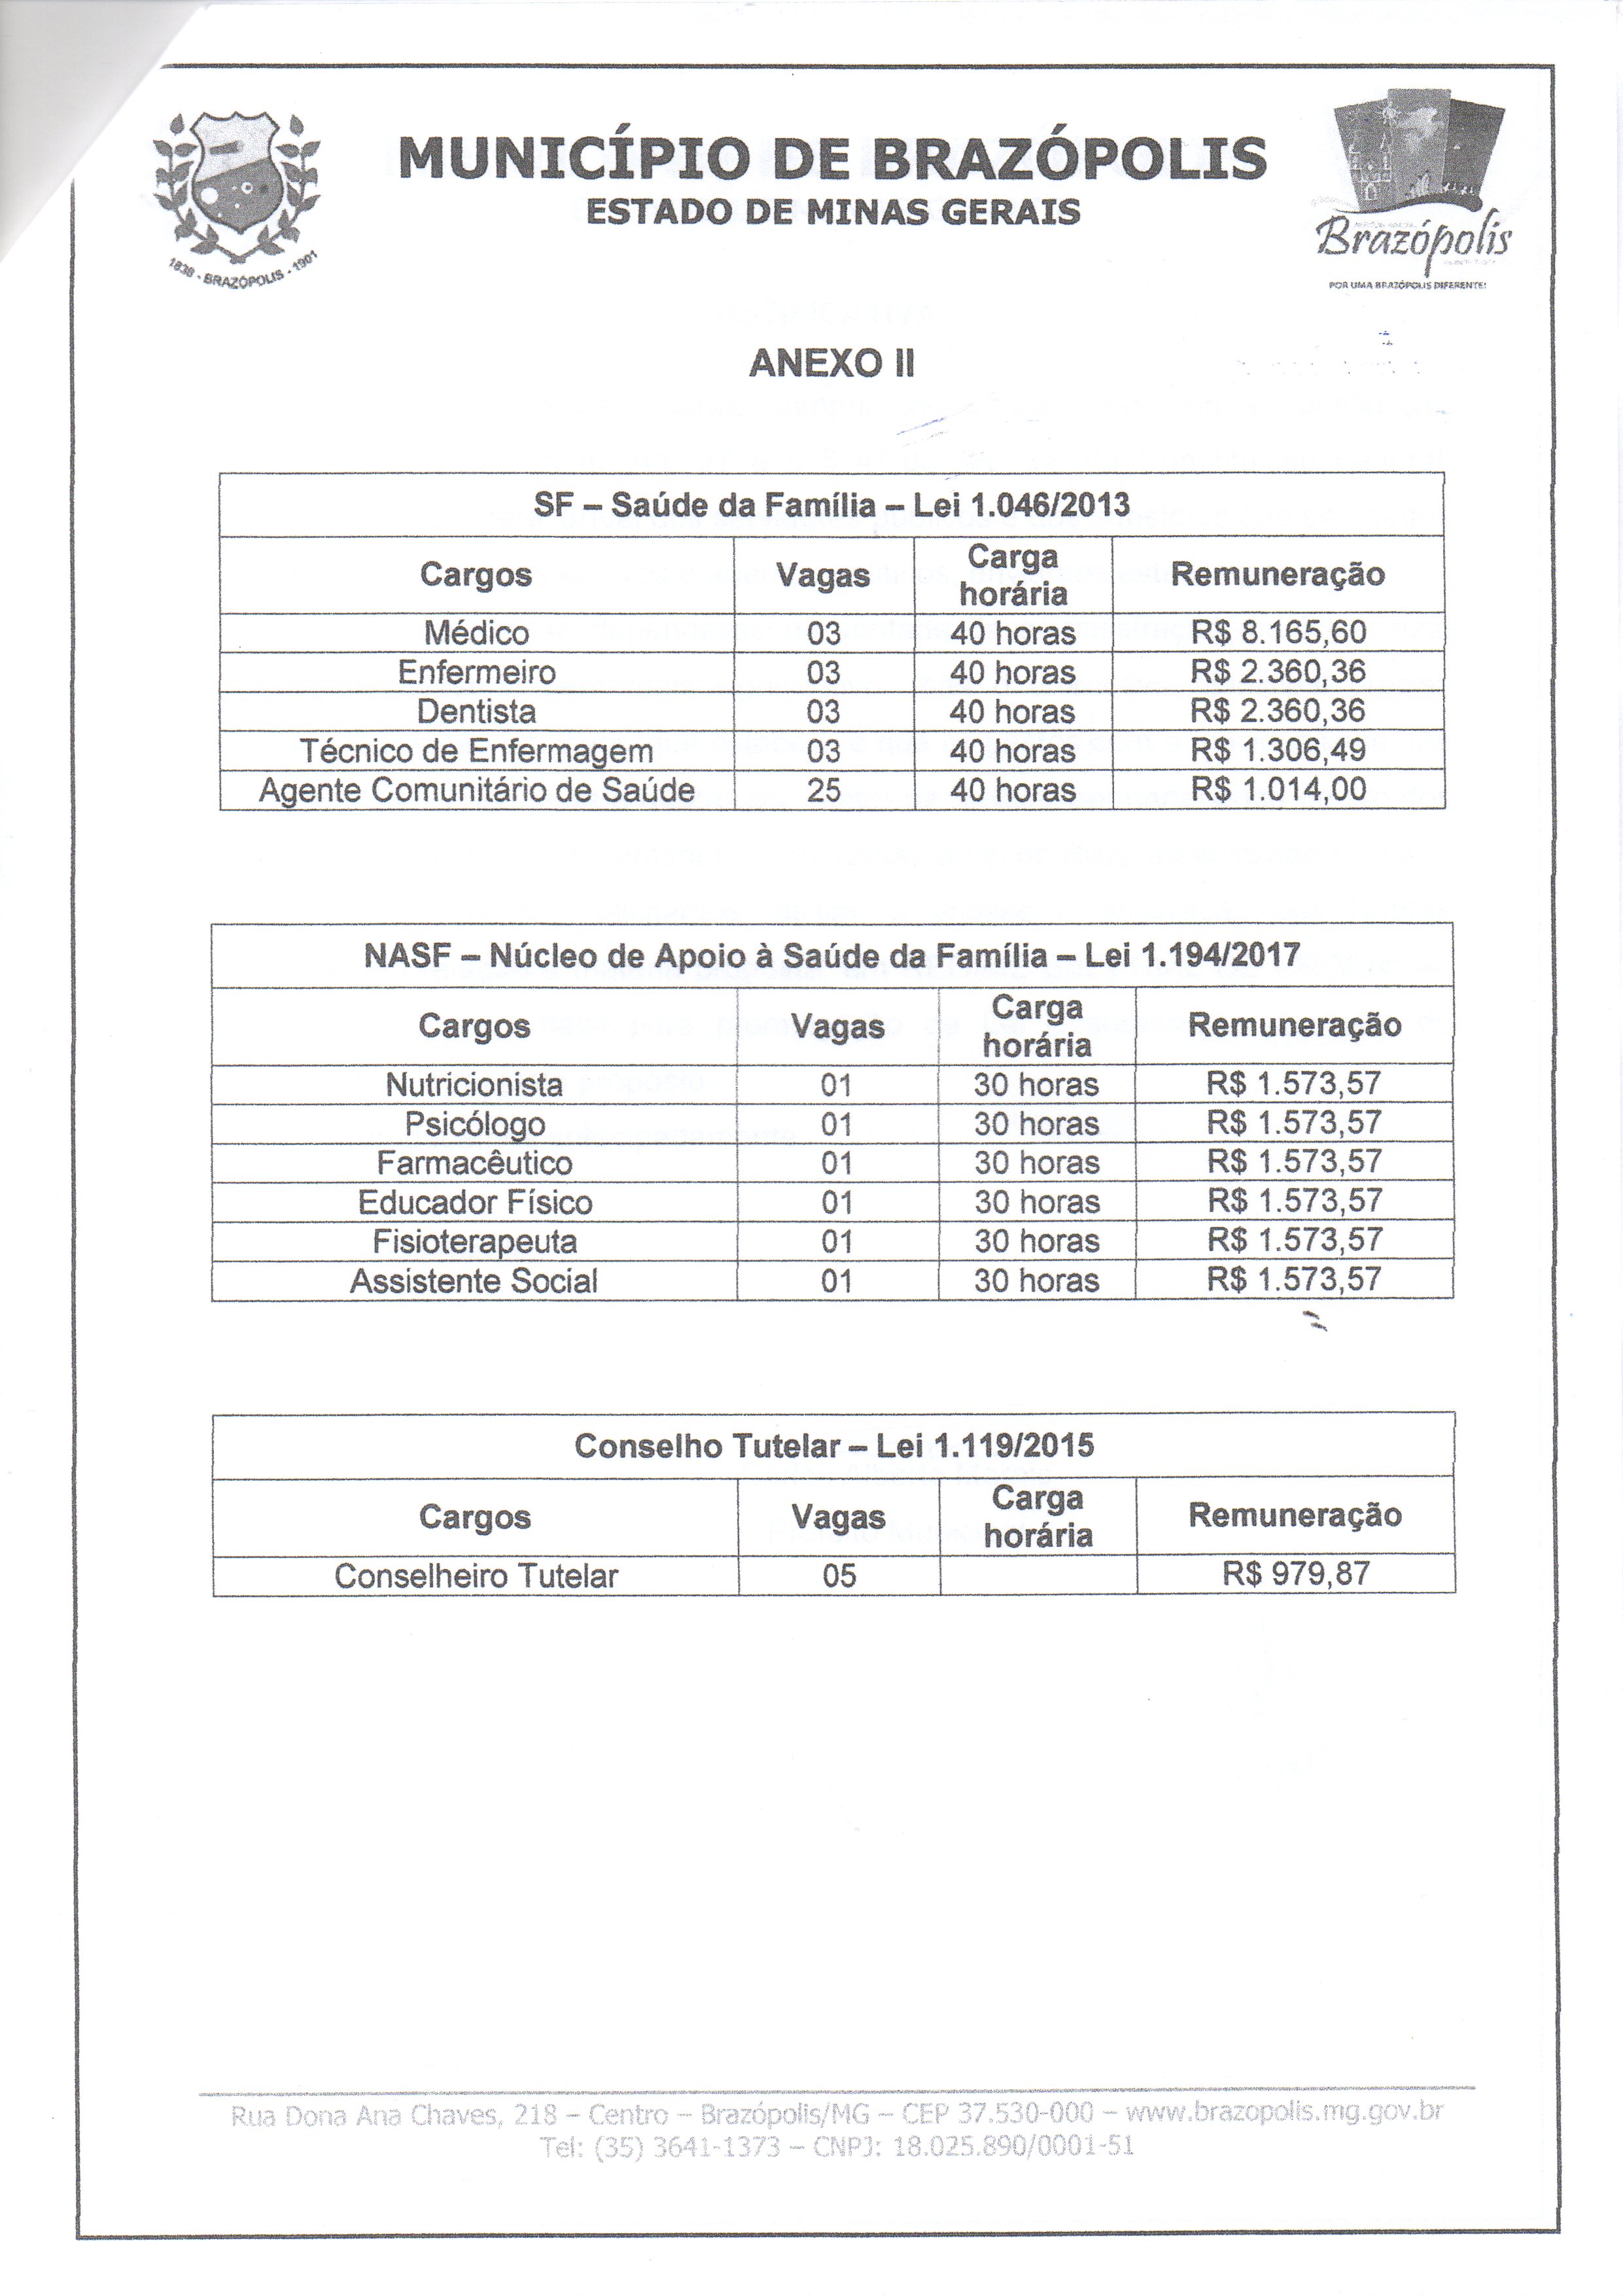 MUNICÍPIO DE BRAZÓPOLIS
ESTADO DE MINAS GERAIS
1838 - BRAZÓPOLIS - 1901
Brazópolis
POR UMA BRAZÓPOLIS DIFERENTE!
ANEXO II
SF – Saúde da Família – Lei 1.046/2013
Cargos Vagas Carga horária Remuneração
Médico 03 40 horas R$ 8.165,60
Enfermeiro 03 40 horas R$ 2.360,36
Dentista 03 40 horas R$ 2.360,36
Técnico de Enfermagem 03 40 horas R$ 1.306,49
Agente Comunitário de Saúde 25 40 horas R$ 1.014,00
NASF – Núcleo de Apoio à Saúde da Família – Lei 1.194/2017
Cargos Vagas Carga horária Remuneração
Nutricionista 01 30 horas R$ 1.573,57
Psicólogo 01 30 horas R$ 1.573,57
Farmacêutico 01 30 horas R$ 1.573,57
Educador Físico 01 30 horas R$ 1.573,57
Fisioterapeuta 01 30 horas R$ 1.573,57
Assistente Social 01 30 horas R$ 1.573,57
Conselho Tutelar – Lei 1.119/2015
Cargos Vagas Carga horária Remuneração
Conselheiro Tutelar 05 R$ 979,87
Rua Dona Ana Chaves, 218 – Centro – Brazópolis/MG – CEP 37.530-000 – www.brazopolis.mg.gov.br
Tel: (35) 3641-1373 – CNPJ: 18.025.890/0001-51